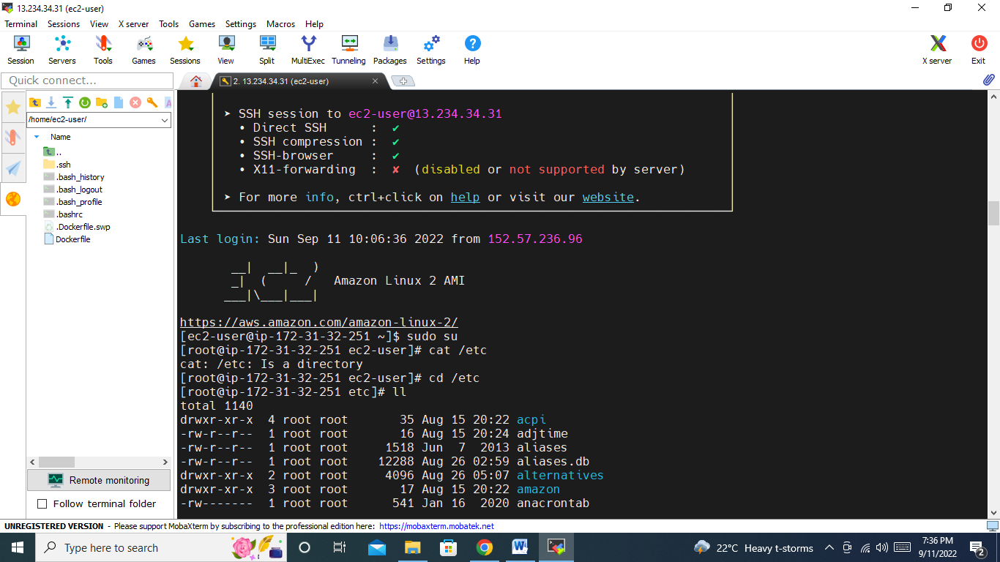 13.234.34.31 (ec2-user)
Terminal Sessions View X server Tools Games Settings Macros Help
Session Servers Tools Games Sessions View Split MultiExec Tunneling Packages Settings Help X server Exit
Quick connect...
2. 13.234.34.31 (ec2-user)
/home/ec2-user/
Name
..
.ssh
.bash_history
.bash_logout
.bash_profile
.bashrc
.Dockerfile.swp
Dockerfile
Remote monitoring
Follow terminal folder
➤ SSH session to ec2-user@13.234.34.31
• Direct SSH : ✔
• SSH compression : ✔
• SSH-browser : ✔
• X11-forwarding : ✘ (disabled or not supported by server)
➤ For more info, ctrl+click on help or visit our website.
Last login: Sun Sep 11 10:06:36 2022 from 152.57.236.96
__| __|_ )
_| ( / Amazon Linux 2 AMI
___|\___|___|
https://aws.amazon.com/amazon-linux-2/
[ec2-user@ip-172-31-32-251 ~]$ sudo su
[root@ip-172-31-32-251 ec2-user]# cat /etc
cat: /etc: Is a directory
[root@ip-172-31-32-251 ec2-user]# cd /etc
[root@ip-172-31-32-251 etc]# ll
total 1140
drwxr-xr-x 4 root root 35 Aug 15 20:22 acpi
-rw-r--r-- 1 root root 16 Aug 15 20:24 adjtime
-rw-r--r-- 1 root root 1518 Jun 7 2013 aliases
-rw-r--r-- 1 root root 12288 Aug 26 02:59 aliases.db
drwxr-xr-x 2 root root 4096 Aug 26 05:07 alternatives
drwxr-xr-x 3 root root 17 Aug 15 20:22 amazon
-rw------- 1 root root 541 Jan 16 2020 anacrontab
UNREGISTERED VERSION - Please support MobaXterm by subscribing to the professional edition here: https://mobaxterm.mobatek.net
Type here to search
22°C Heavy t-storms
7:36 PM
9/11/2022
2